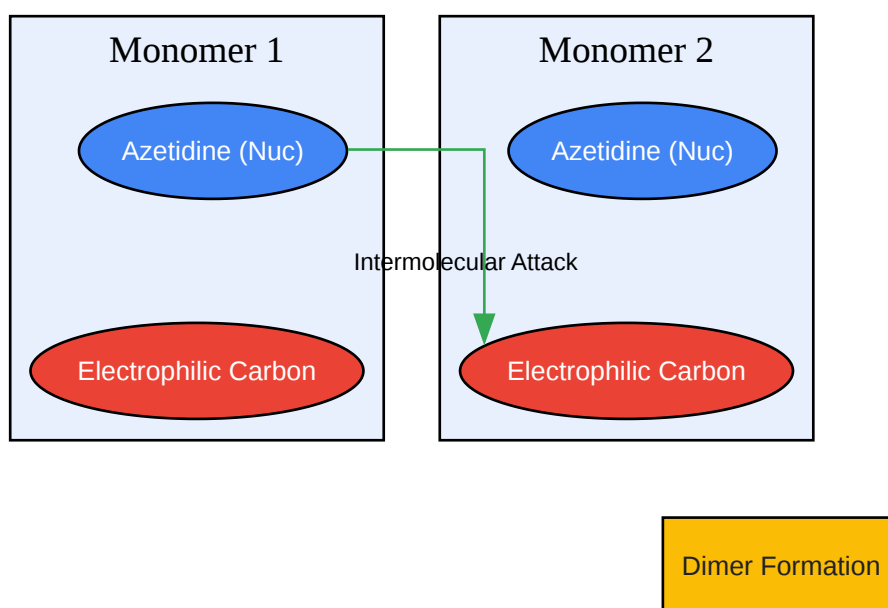 Monomer 1
Monomer 2
Azetidine (Nuc)
Azetidine (Nuc)
Intermolecular Attack
Electrophilic Carbon
Electrophilic Carbon
Dimer Formation